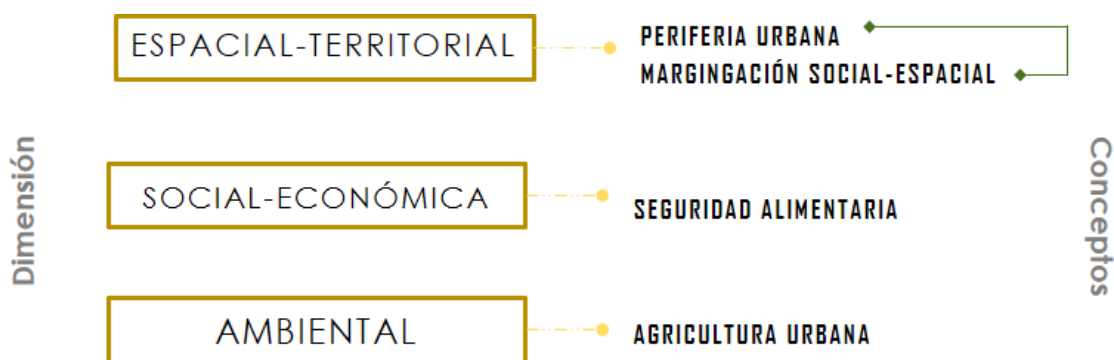 ESPACIAL-TERRITORIAL
PERIFERIA URBANA
MARGINGACIÓN SOCIAL-ESPACIAL
Dimensión
SOCIAL-ECONÓMICA
SEGURIDAD ALIMENTARIA
Conceptos
AMBIENTAL
AGRICULTURA URBANA